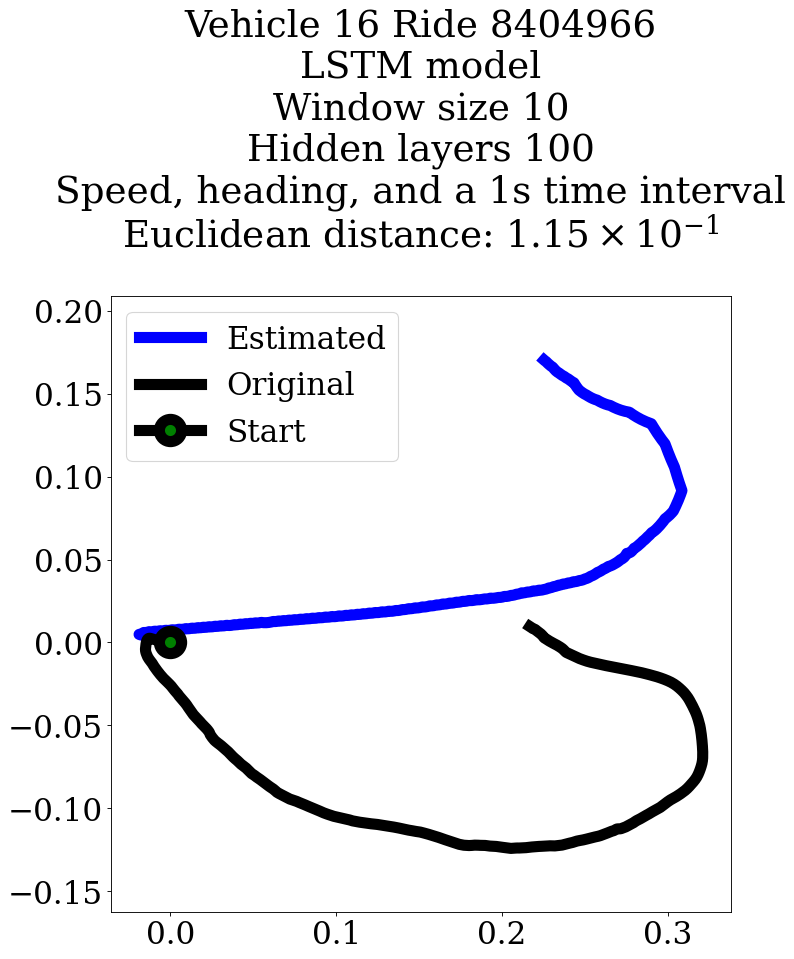 Vehicle 16 Ride 8404966
LSTM model
Window size 10
Hidden layers 100
Speed, heading, and a 1s time interval
Euclidean distance: 1.15 × 10⁻¹
Estimated
Original
Start
0.20
0.15
0.10
0.05
0.00
−0.05
−0.10
−0.15
0.0 0.1 0.2 0.3